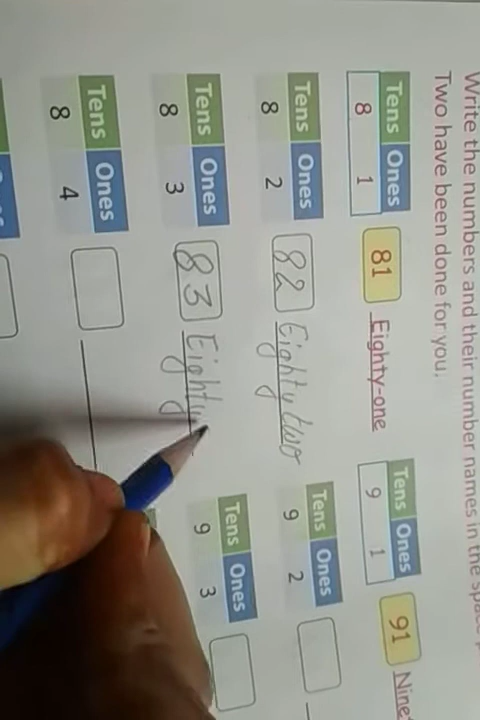 Write the numbers and their number names in the
Two have been done for you.
Tens Ones
8 1
81
Eighty-one
Tens Ones
9 1
91
Tens Ones
8 2
82
Eighty two
Tens Ones
9 2
Tens Ones
8 3
83
Eighty
Tens Ones
9 3
Tens Ones
8 4